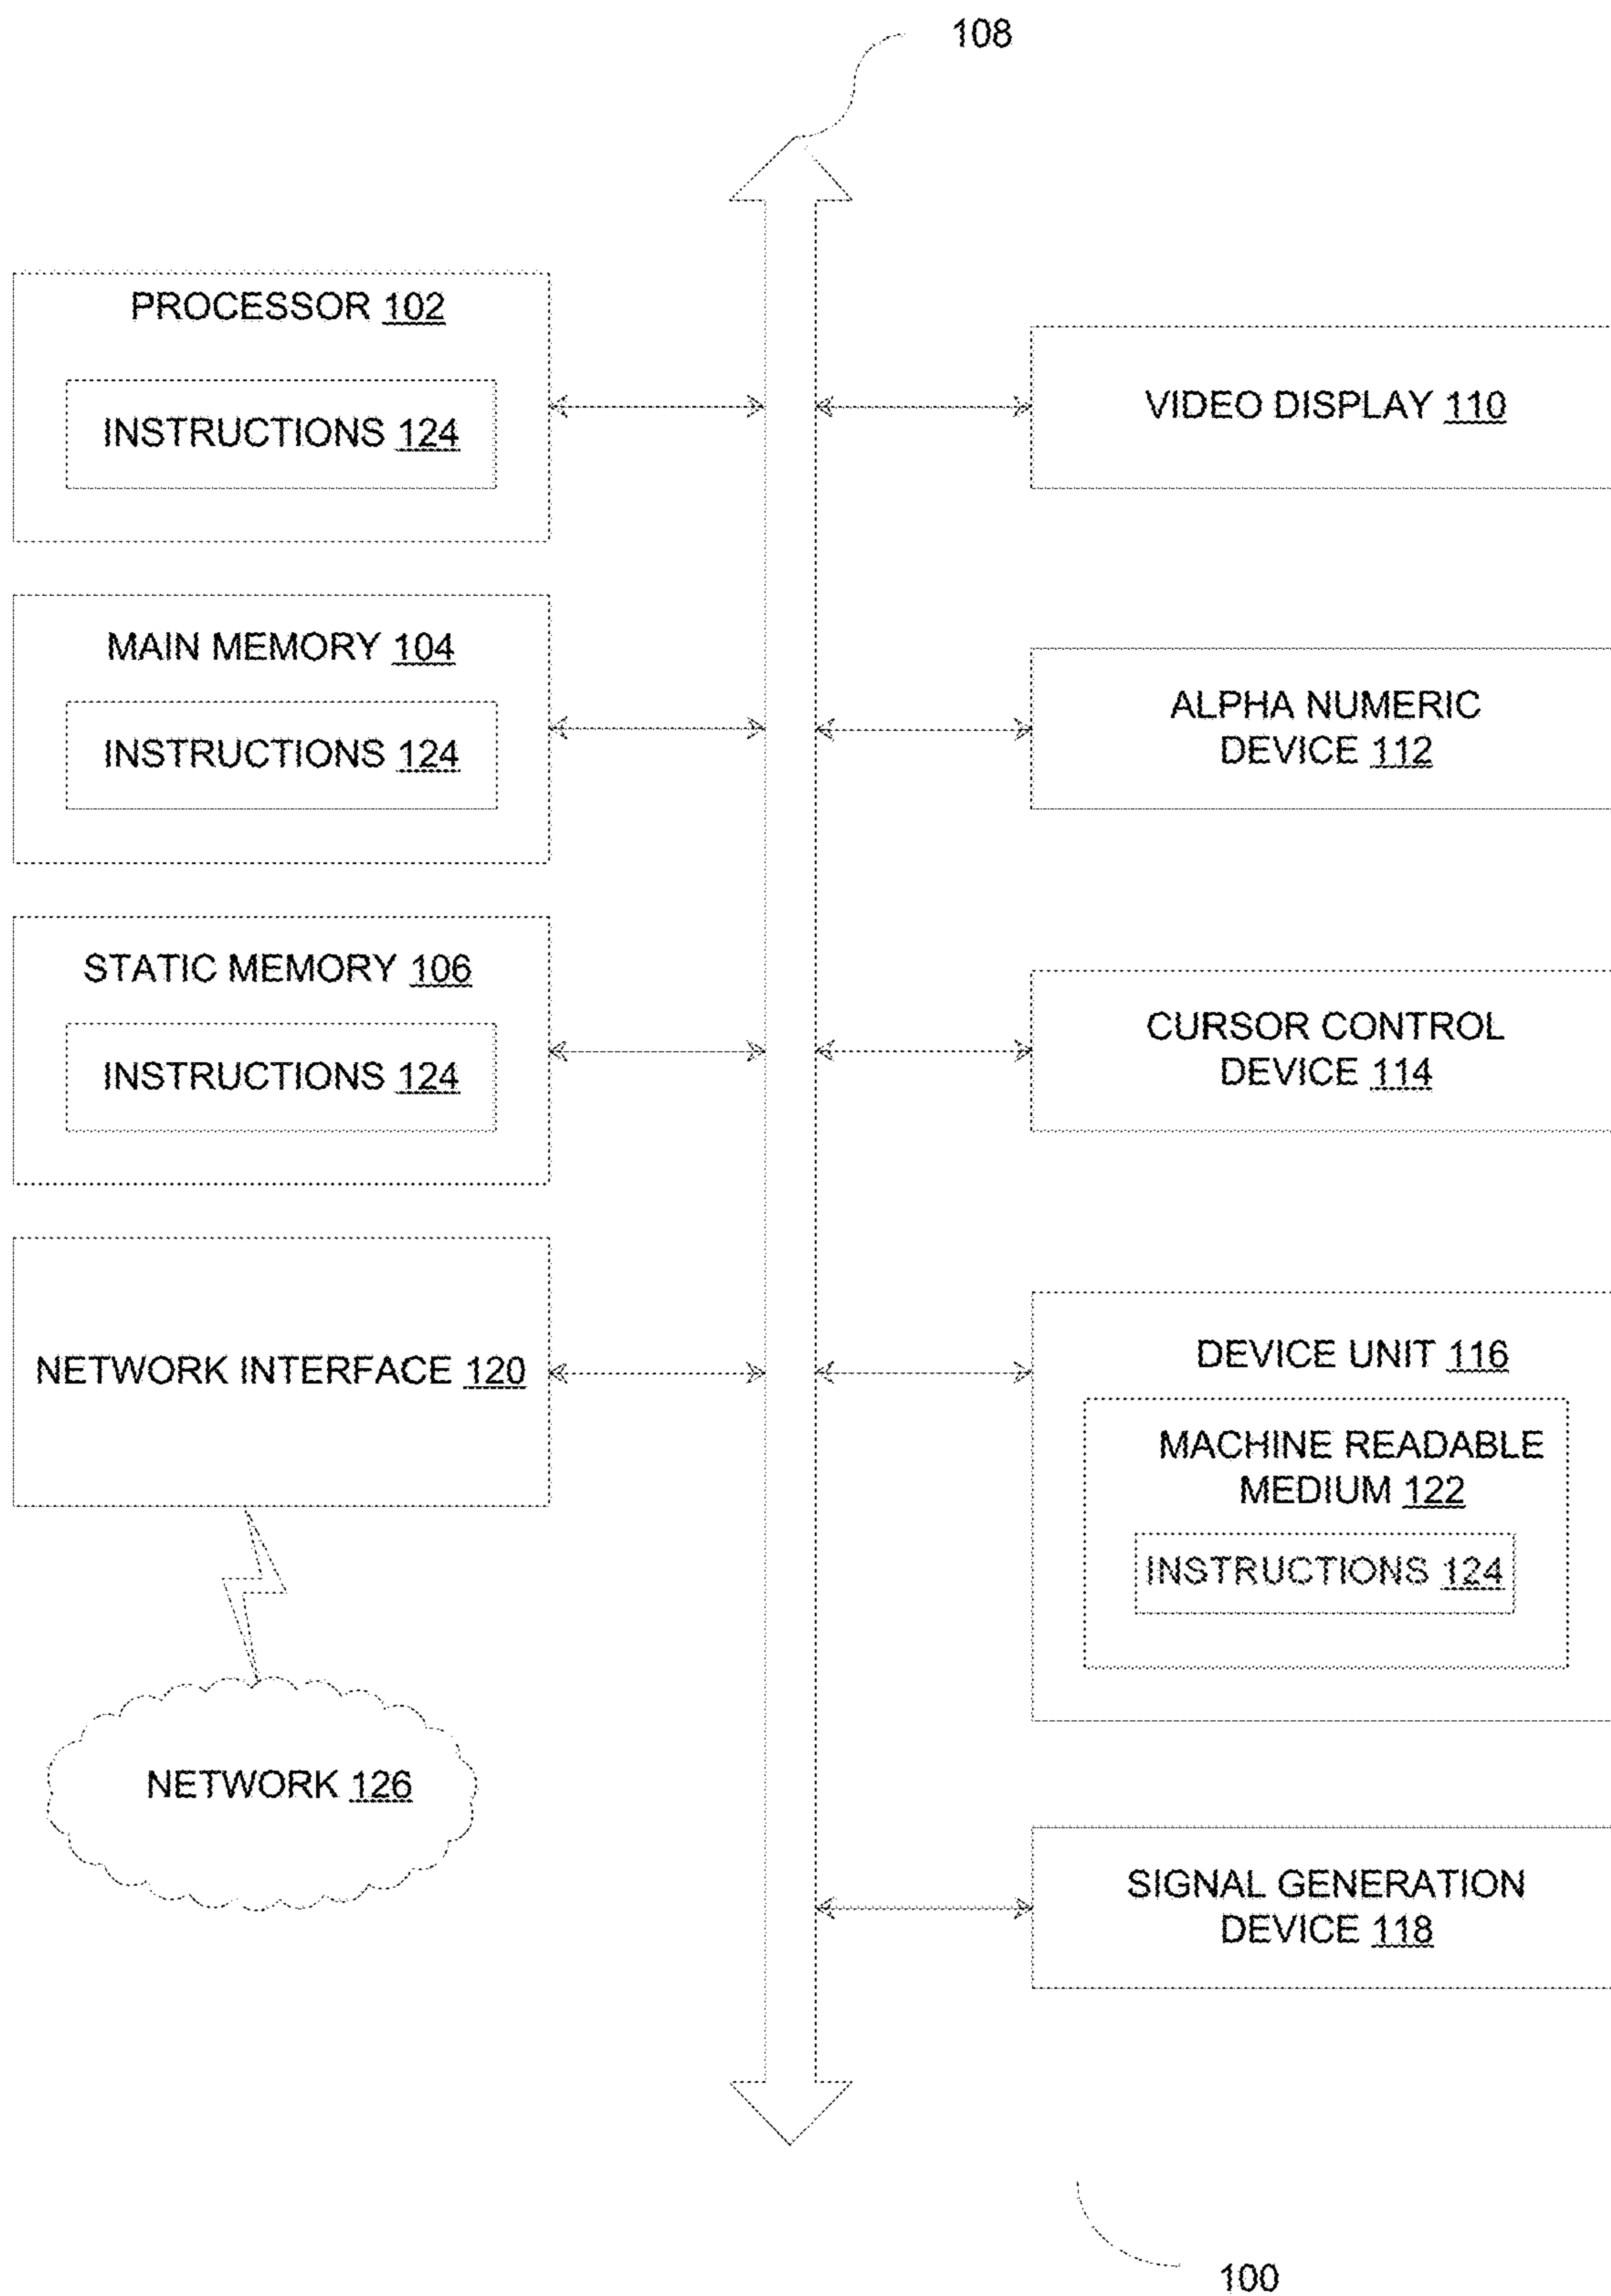 108
PROCESSOR 102
INSTRUCTIONS 124
MAIN MEMORY 104
INSTRUCTIONS 124
STATIC MEMORY 106
INSTRUCTIONS 124
NETWORK INTERFACE 120
NETWORK 126
VIDEO DISPLAY 110
ALPHA NUMERIC
DEVICE 112
CURSOR CONTROL
DEVICE 114
DEVICE UNIT 116
MACHINE READABLE
MEDIUM 122
INSTRUCTIONS 124
SIGNAL GENERATION
DEVICE 118
100